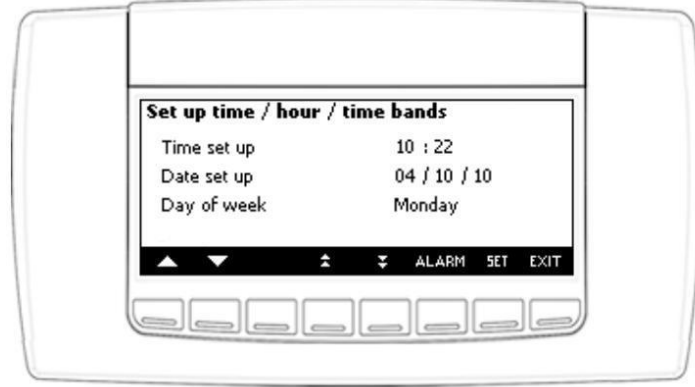 Set up time / hour / time bands
Time set up 10 : 22
Date set up 04 / 10 / 10
Day of week Monday
ALARM SET EXIT